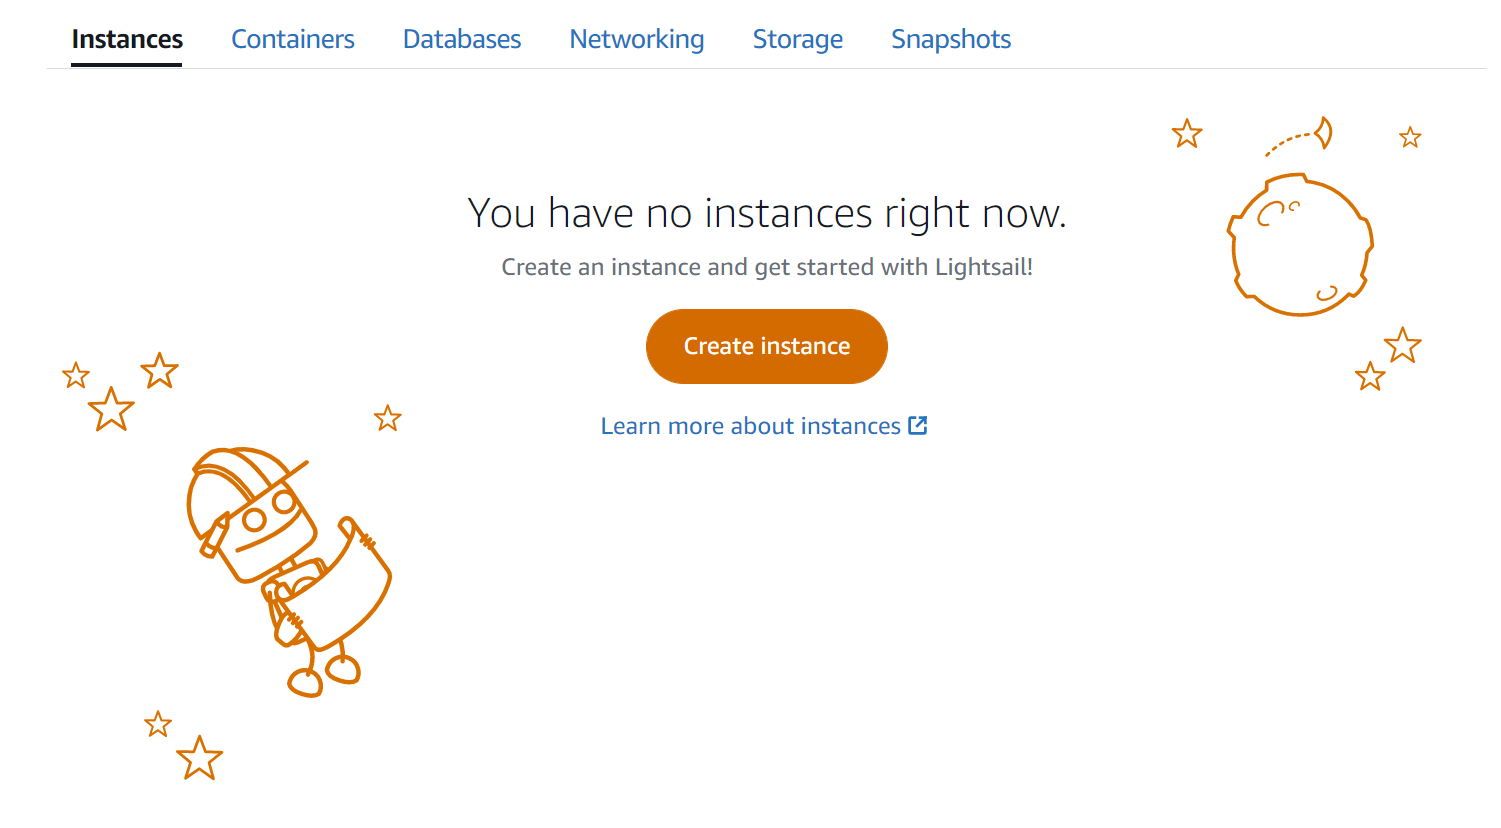 Instances Containers Databases Networking Storage Snapshots
You have no instances right now.
Create an instance and get started with Lightsail!
Create instance
Learn more about instances